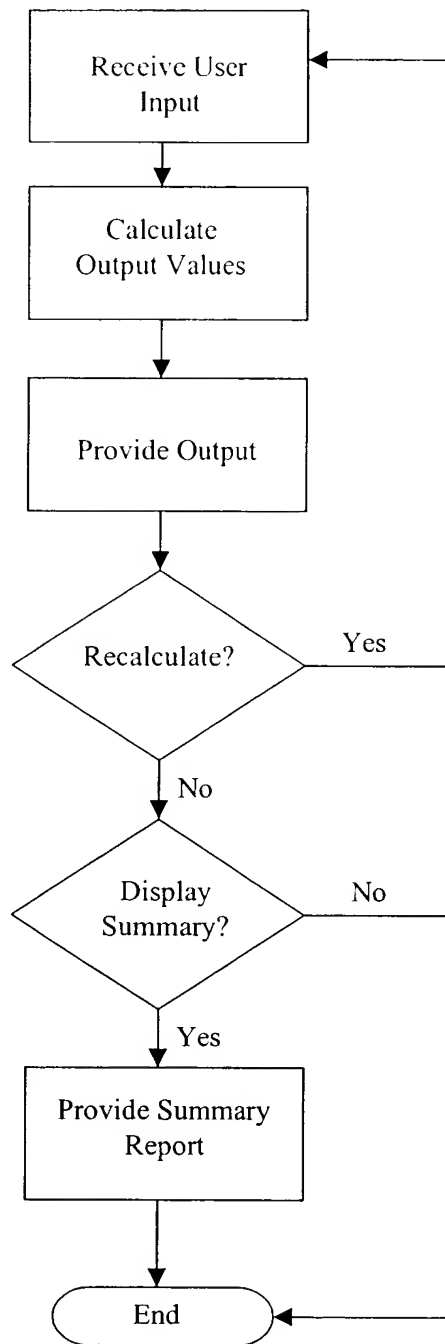 Receive User
Input
Calculate
Output Values
Provide Output
Recalculate?
Yes
No
Display
Summary?
No
Yes
Provide Summary
Report
End